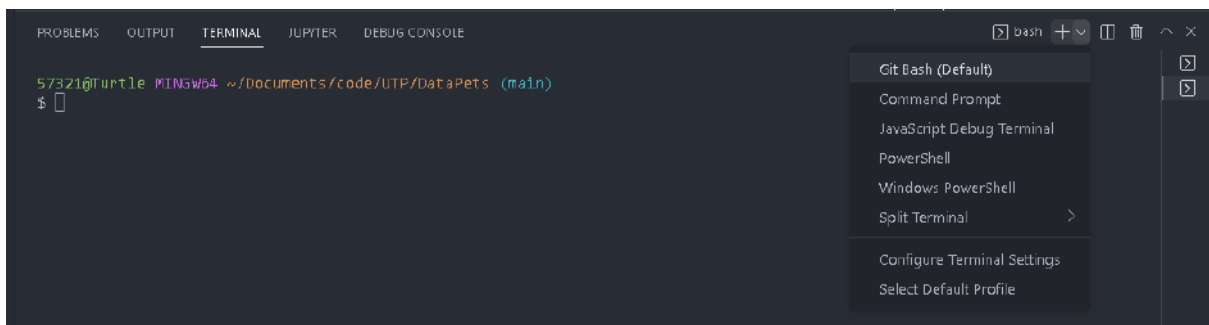 PROBLEMS OUTPUT TERMINAL JUPYTER DEBUG CONSOLE bash
57321@Turtle MINGW64 ~/Documents/code/UTP/DataPets (main)
$
Git Bash (Default)
Command Prompt
JavaScript Debug Terminal
PowerShell
Windows PowerShell
Split Terminal
Configure Terminal Settings
Select Default Profile